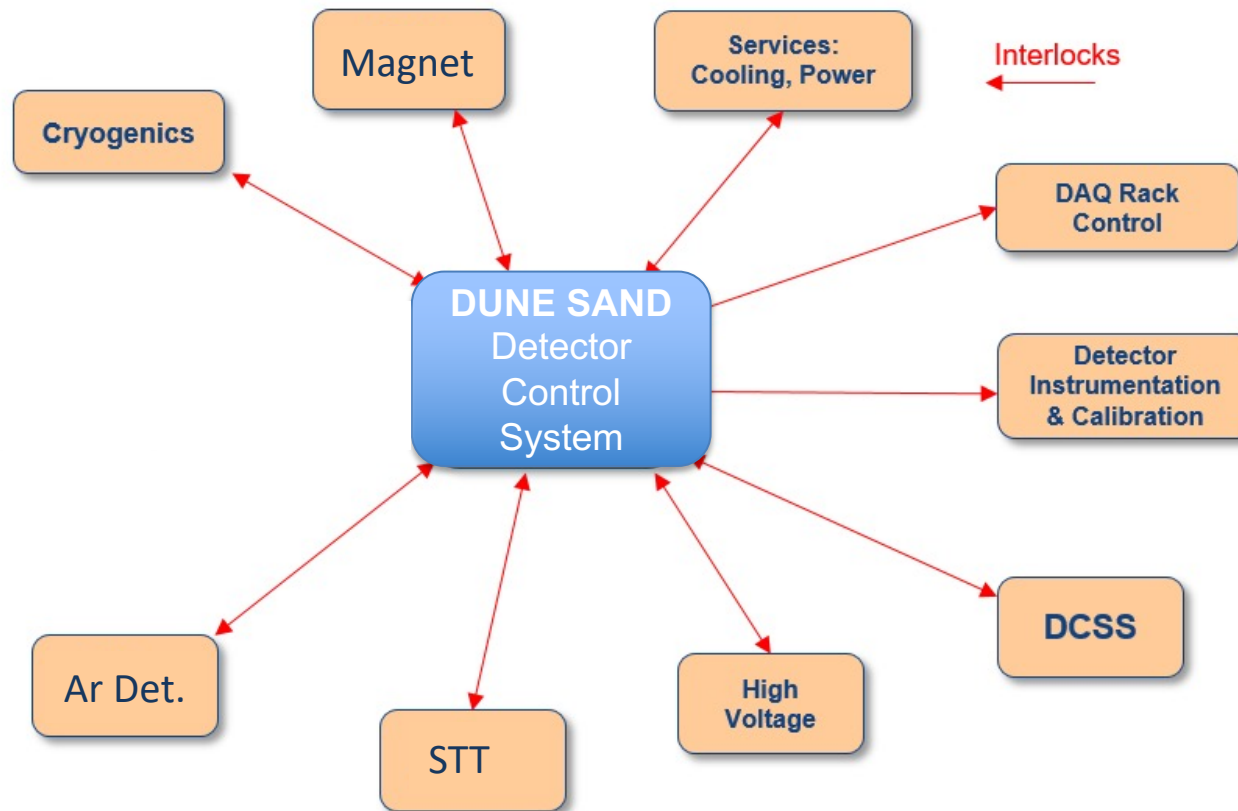 Magnet
Services:
Cooling, Power
Interlocks
Cryogenics
DAQ Rack
Control
DUNE SAND
Detector
Control
System
Detector
Instrumentation
& Calibration
DCSS
Ar Det.
High
Voltage
STT